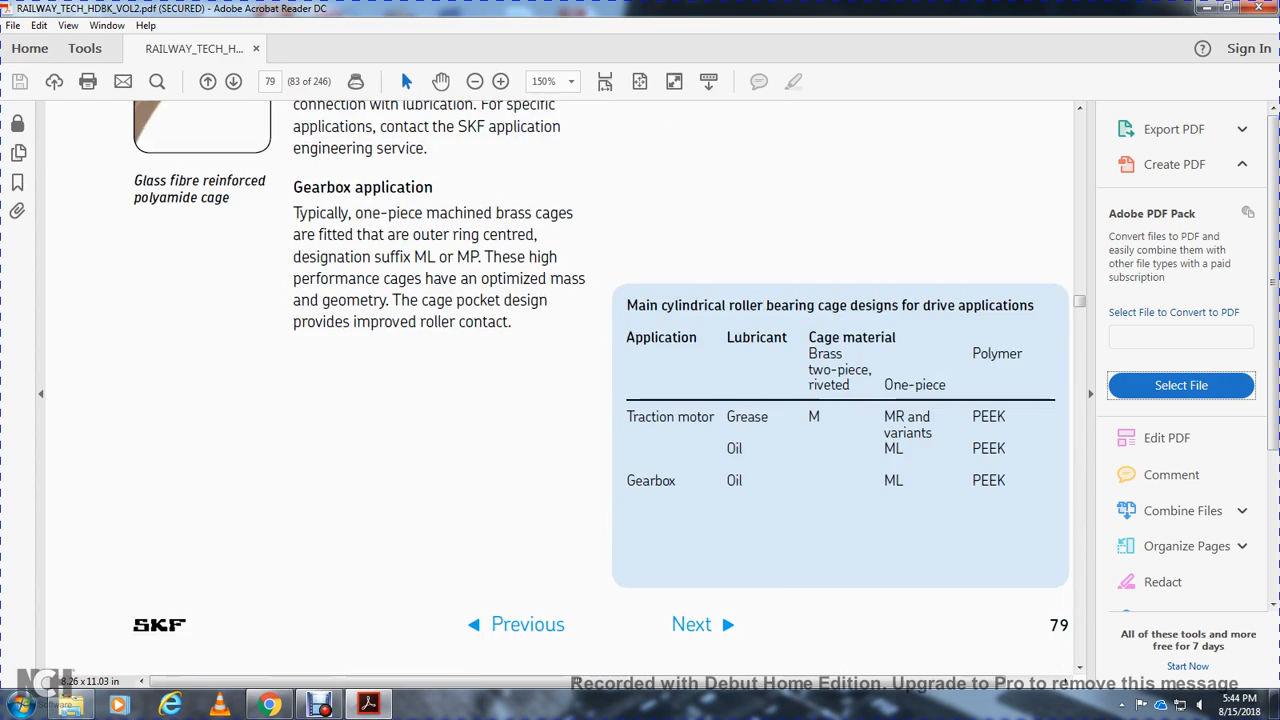 RAILWAY_TECH_HDBK_VOL2.pdf (SECURED) - Adobe Acrobat Reader DC
File Edit View Window Help
Home Tools RAILWAY_TECH_H... × Sign In
79 (83 of 246) 150%
connection with lubrication. For specific
applications, contact the SKF application
engineering service.
Glass fibre reinforced
polyamide cage
Gearbox application
Typically, one-piece machined brass cages
are fitted that are outer ring centred,
designation suffix ML or MP. These high
performance cages have an optimized mass
and geometry. The cage pocket design
provides improved roller contact.
Main cylindrical roller bearing cage designs for drive applications
Application Lubricant Cage material
Brass Polymer
two-piece,
riveted One-piece
Traction motor Grease M MR and PEEK
variants
Oil ML PEEK
Gearbox Oil ML PEEK
SKF Previous Next 79
Export PDF
Create PDF
Adobe PDF Pack
Convert files to PDF and
easily combine them with
other file types with a paid
subscription
Select File to Convert to PDF
Select File
Edit PDF
Comment
Combine Files
Organize Pages
Redact
All of these tools and more
free for 7 days
Start Now
8.26 x 11.03 in
NCH
Software
Recorded with Debut Home Edition. Upgrade to Pro to remove this message
5:44 PM
8/15/2018